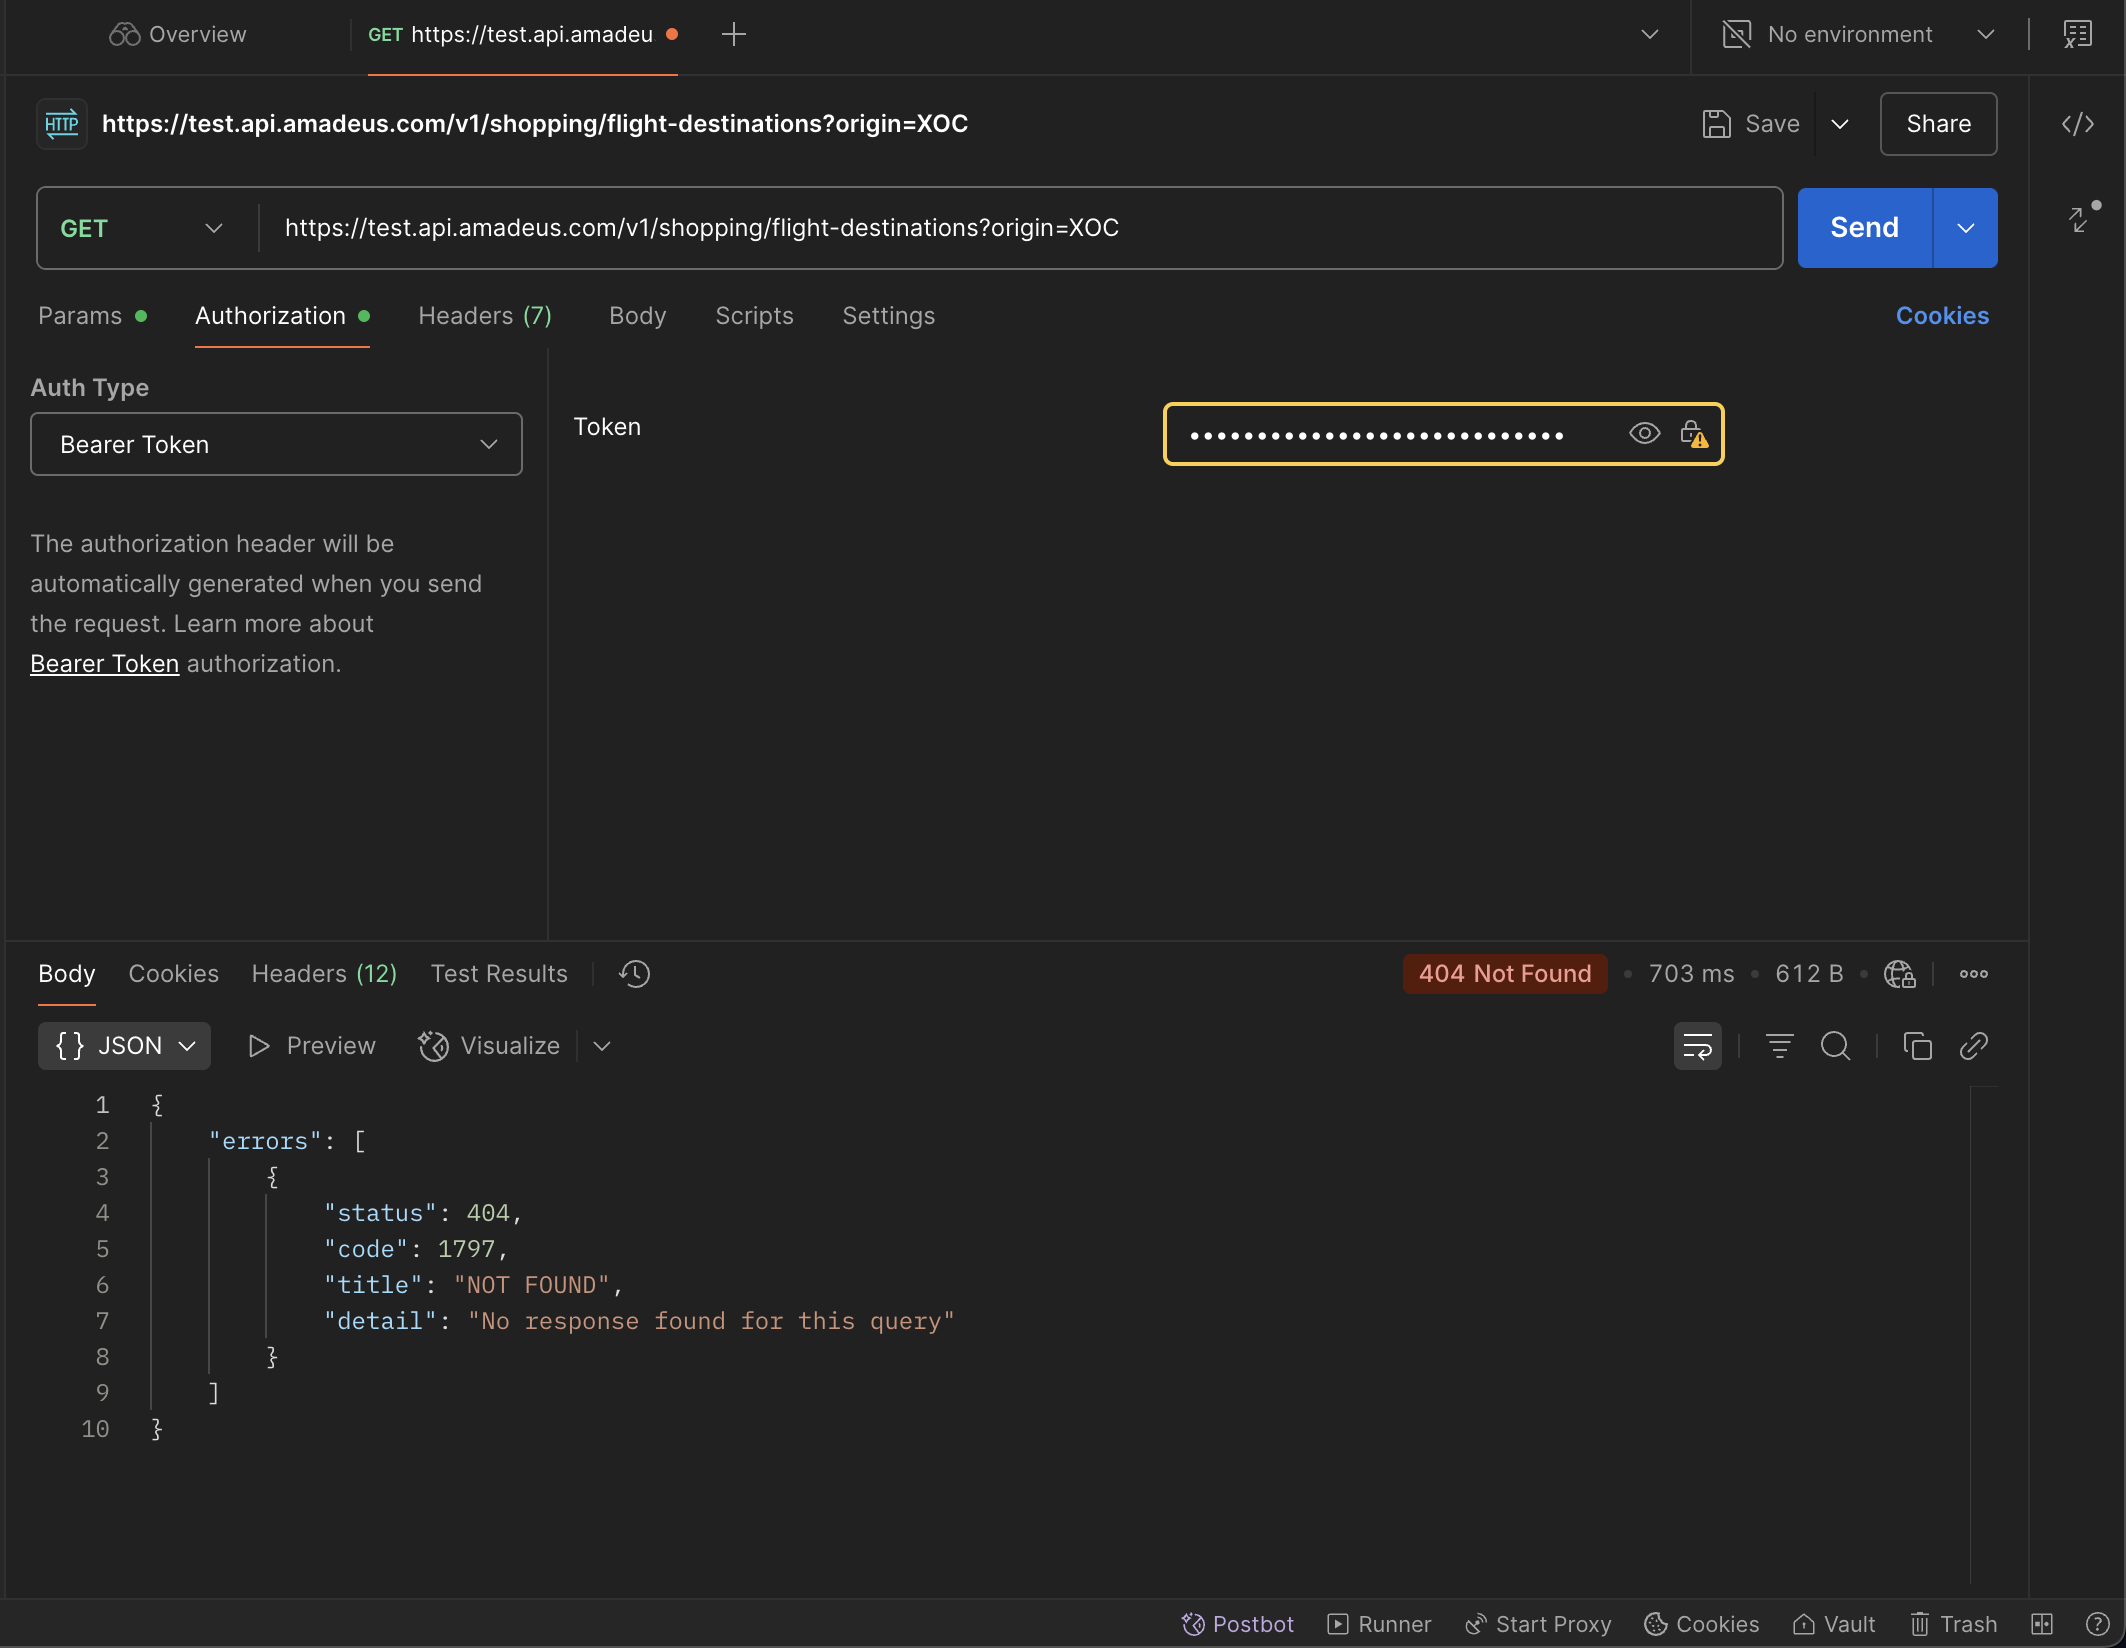 Overview
GET https://test.api.amadeu
No environment
HTTP https://test.api.amadeus.com/v1/shopping/flight-destinations?origin=XOC
Save
Share
GET https://test.api.amadeus.com/v1/shopping/flight-destinations?origin=XOC
Send
Params Authorization Headers (7) Body Scripts Settings Cookies
Auth Type
Bearer Token
Token
The authorization header will be
automatically generated when you send
the request. Learn more about
Bearer Token authorization.
Body Cookies Headers (12) Test Results
404 Not Found • 703 ms • 612 B
{} JSON Preview Visualize
1 {
2 "errors": [
3 {
4 "status": 404,
5 "code": 1797,
6 "title": "NOT FOUND",
7 "detail": "No response found for this query"
8 }
9 ]
10 }
Postbot Runner Start Proxy Cookies Vault Trash